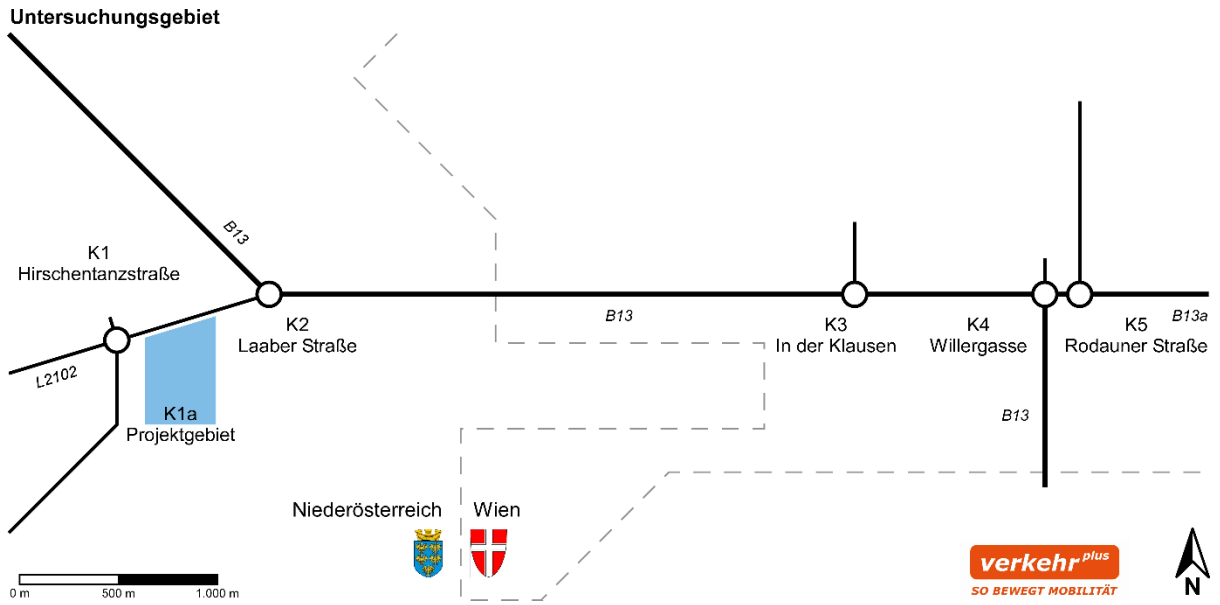 Untersuchungsgebiet
B13
K1
Hirschentanzstraße
K2
Laaber Straße
B13
K3
In der Klausen
K4
Willergasse
K5
B13a
Rodauner Straße
L2102
K1a
Projektgebiet
B13
Niederösterreich
Wien
0 m
500 m
1.000 m
verkehr plus
SO BEWEGT MOBILITÄT
N